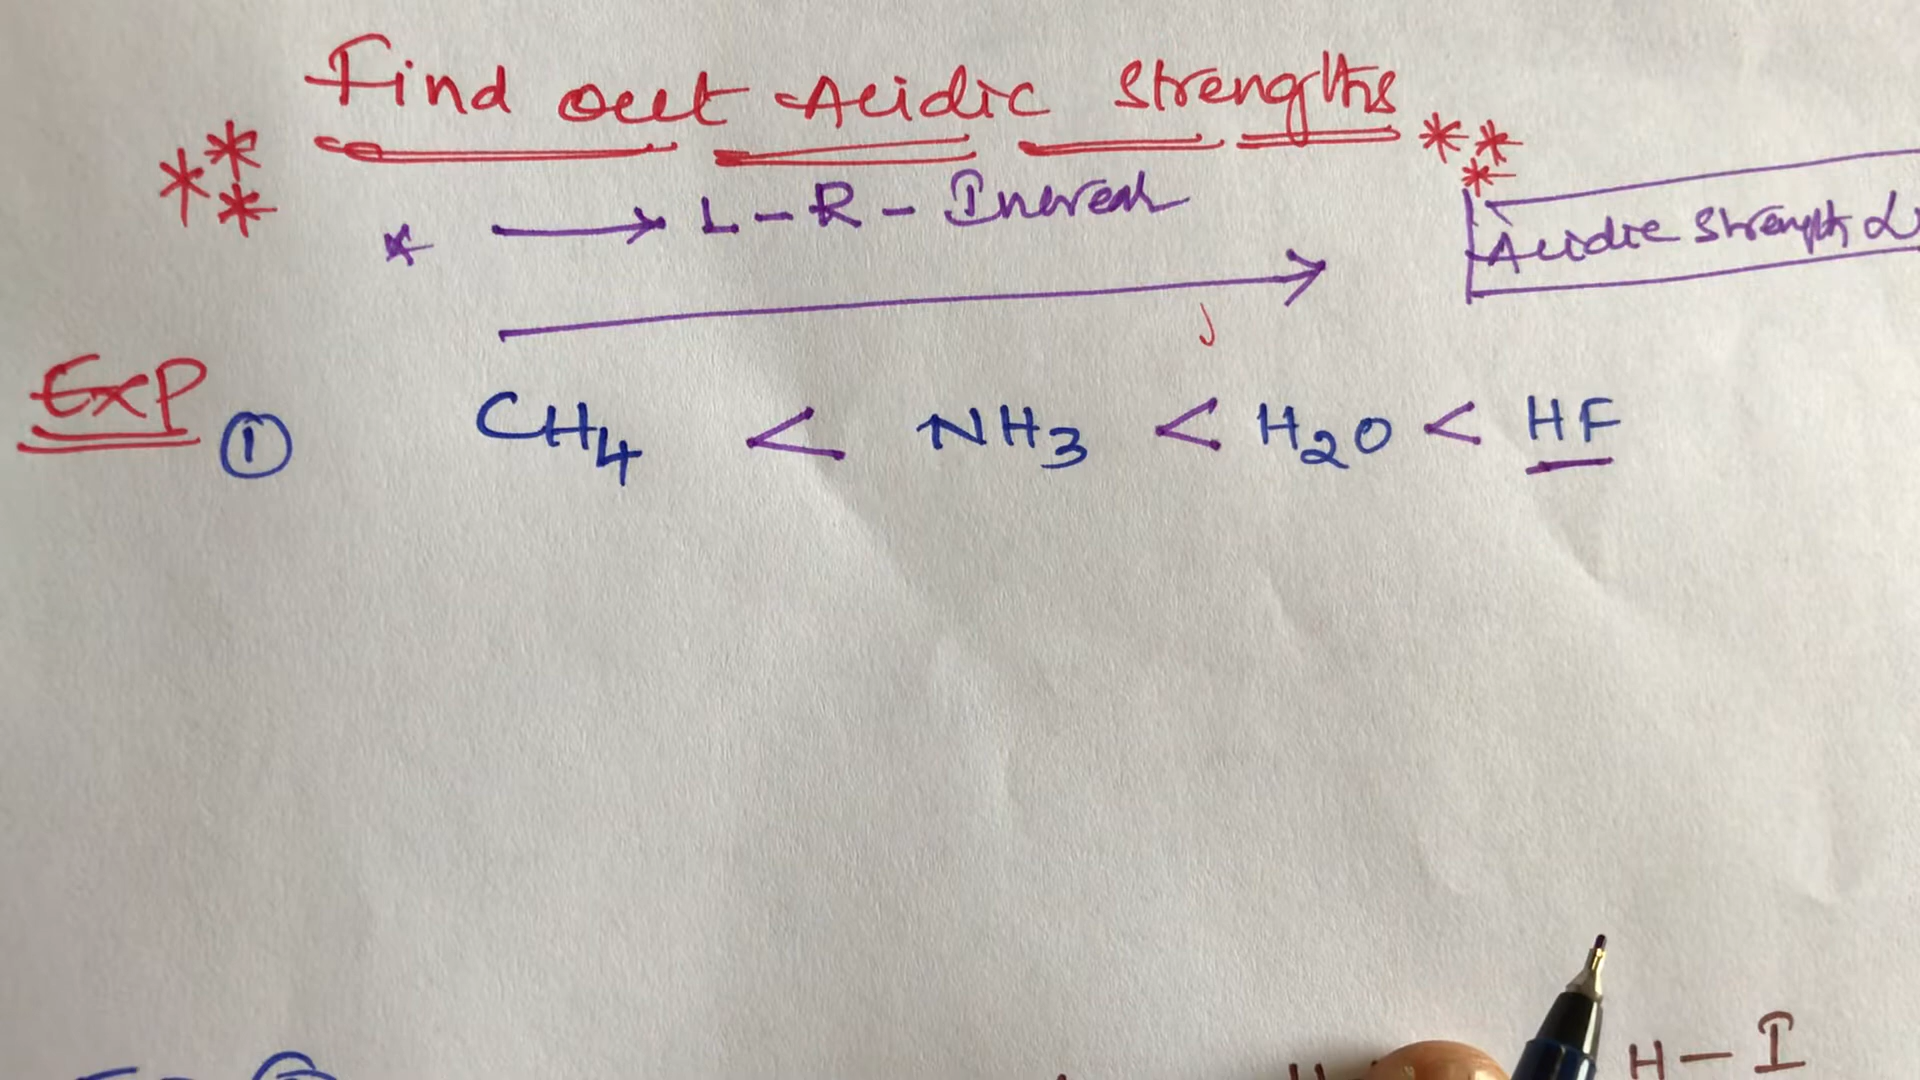 Find out Acidic Strengths
* → L - R - Increase
Acidic Strength α
Exp ① CH4 < NH3 < H2O < HF
H - I